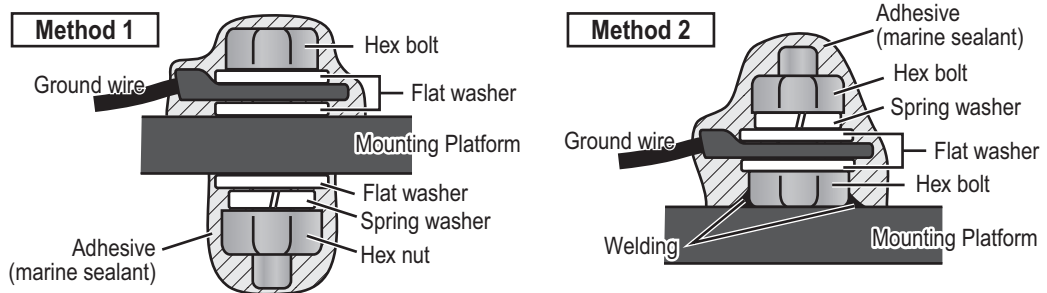 Method 1
Hex bolt
Ground wire
Flat washer
Mounting Platform
Flat washer
Spring washer
Hex nut
Adhesive
(marine sealant)
Method 2
Adhesive
(marine sealant)
Hex bolt
Spring washer
Ground wire
Flat washer
Hex bolt
Welding
Mounting Platform